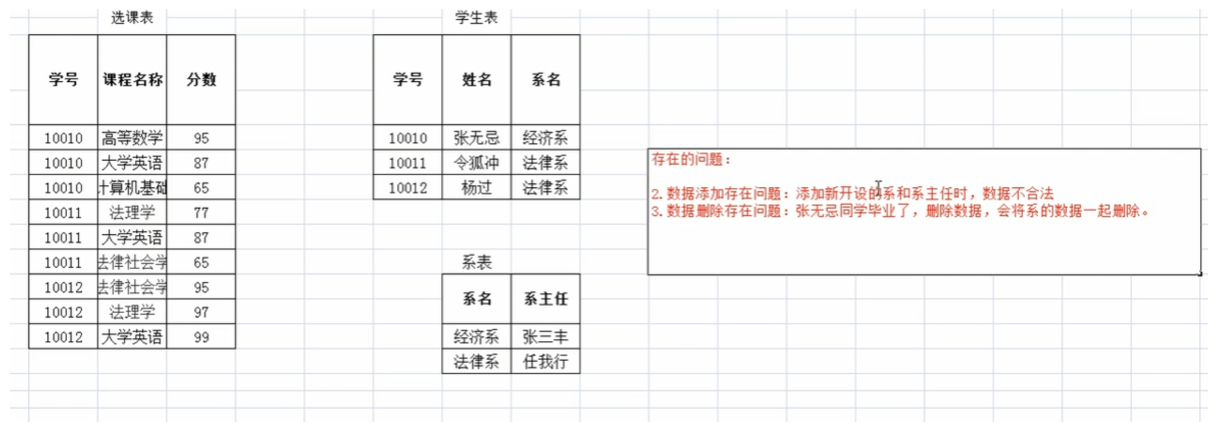 选课表
学号 课程名称 分数
10010 高等数学 95
10010 大学英语 87
10010 计算机基础 65
10011 法理学 77
10011 大学英语 87
10011 法律社会学 65
10012 法律社会学 95
10012 法理学 97
10012 大学英语 99
学生表
学号 姓名 系名
10010 张无忌 经济系
10011 令狐冲 法律系
10012 杨过 法律系
系表
系名 系主任
经济系 张三丰
法律系 任我行
存在的问题：
2.数据添加存在问题：添加新开设的系和系主任时，数据不合法
3.数据删除存在问题：张无忌同学毕业了，删除数据，会将系的数据一起删除。